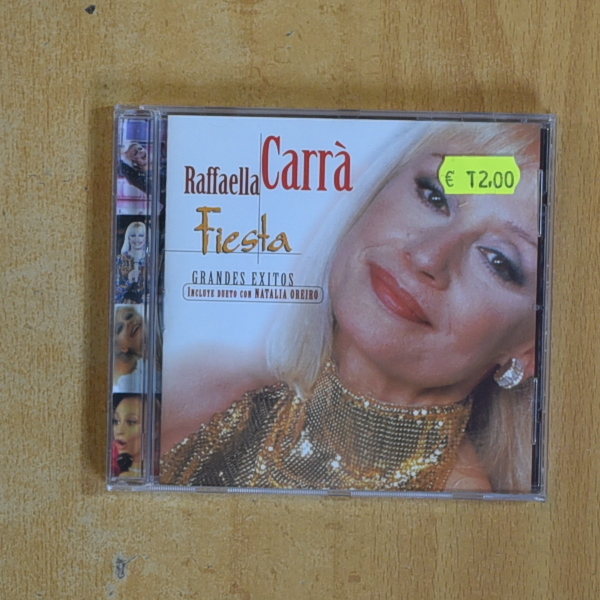 Raffaella Carrà
Fiesta
GRANDES EXITOS
INCLUYE DUETO CON NATALIA OREIRO
€ 12,00